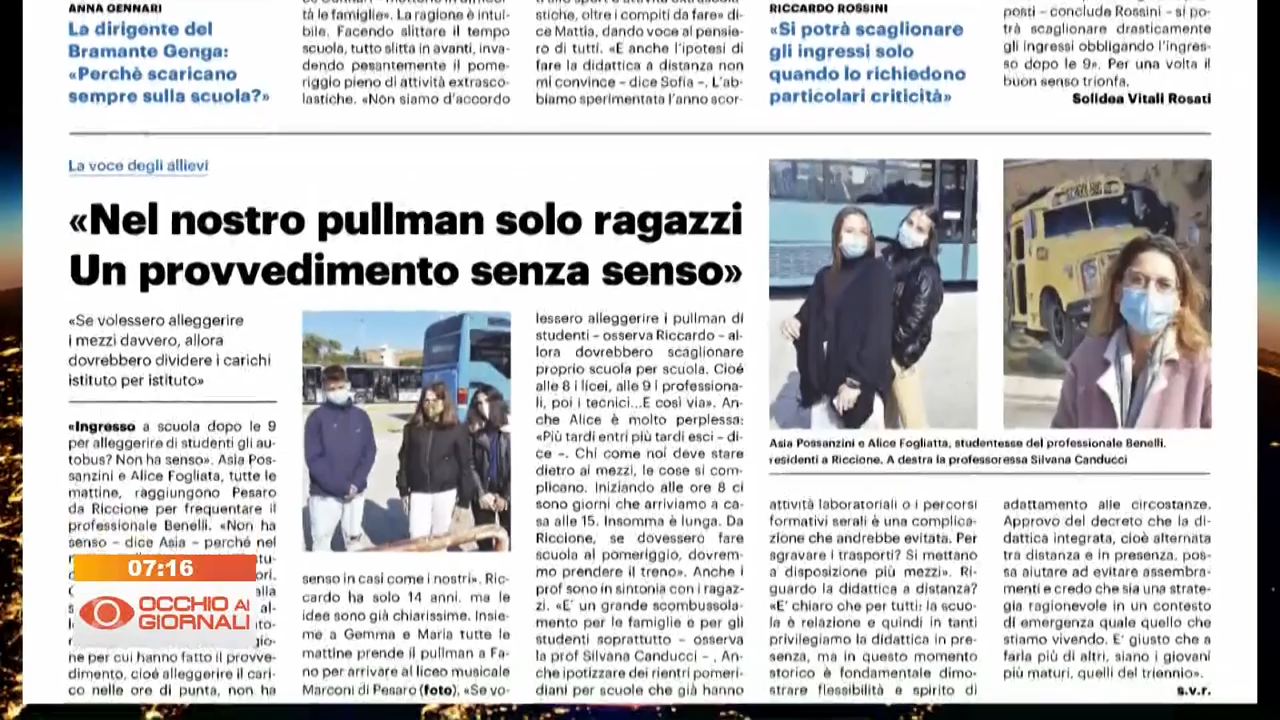 ANNA GENNARI
La dirigente del
Bramante Genga:
«Perchè scaricano
sempre sulla scuola?»
tà le famiglie». La ragione è intui-
bile. Facendo slittare il tempo
scuola, tutto slitta in avanti, inva-
dendo pesantemente il pome-
riggio pieno di attività extrasco-
lastiche. «Non siamo d'accordo
stiche, oltre i compiti da fare» di-
ce Mattia, dando voce al pensie-
ro di tutti. «E anche l'ipotesi di
fare la didattica a distanza non
mi convince – dice Sofia –. L'ab-
biamo sperimentata l'anno scor-
RICCARDO ROSSINI
«Si potrà scaglionare
gli ingressi solo
quando lo richiedono
particolari criticità»
posti – conclude Rossini – si po-
trà scaglionare drasticamente
gli ingressi obbligando l'ingres-
so dopo le 9». Per una volta il
buon senso trionfa.
Solidea Vitali Rosati
La voce degli allievi
«Nel nostro pullman solo ragazzi
Un provvedimento senza senso»
«Se volessero alleggerire
i mezzi davvero, allora
dovrebbero dividere i carichi
istituto per istituto»
«Ingresso a scuola dopo le 9
per alleggerire di studenti gli au-
tobus? Non ha senso». Asia Pos-
sanzini e Alice Fogliata, tutte le
mattine, raggiungono Pesaro
da Riccione per frequentare il
professionale Benelli. «Non ha
senso – dice Asia – perché nel
ne per cui hanno fatto il provve-
dimento, cioé alleggerire il cari-
co nelle ore di punta, non ha
senso in casi come i nostri». Ric-
cardo ha solo 14 anni, ma le
idee sono già chiarissime. Insie-
me a Gemma e Maria tutte le
mattine prende il pullman a Fa-
no per arrivare al liceo musicale
Marconi di Pesaro (foto). «Se vo-
lessero alleggerire i pullman di
studenti – osserva Riccardo – al-
lora dovrebbero scaglionare
proprio scuola per scuola. Cioé
alle 8 i licei, alle 9 i professiona-
li, poi i tecnici...E così via». An-
che Alice è molto perplessa:
«Più tardi entri più tardi esci – di-
ce –. Chi come noi deve stare
dietro ai mezzi, le cose si com-
plicano. Iniziando alle ore 8 ci
sono giorni che arriviamo a ca-
sa alle 15. Insomma è lunga. Da
Riccione, se dovessero fare
scuola al pomeriggio, dovrem-
mo prendere il treno». Anche i
prof sono in sintonia con i ragaz-
zi. «E' un grande scombussola-
mento per le famiglie e per gli
studenti soprattutto – osserva
la prof Silvana Canducci – . An-
che ipotizzare dei rientri pomeri-
diani per scuole che già hanno
Asia Possanzini e Alice Fogliatta, studentesse del professionale Benelli,
residenti a Riccione. A destra la professoressa Silvana Canducci
attività laboratoriali o i percorsi
formativi serali è una complica-
zione che andrebbe evitata. Per
sgravare i trasporti? Si mettano
a disposizione più mezzi». Ri-
guardo la didattica a distanza?
«E' chiaro che per tutti: la scuo-
la è relazione e quindi in tanti
privilegiamo la didattica in pre-
senza, ma in questo momento
storico è fondamentale dimo-
strare flessibilità e spirito di
adattamento alle circostanze.
Approvo del decreto che la di-
dattica integrata, cioè alternata
tra distanza e in presenza, pos-
sa aiutare ad evitare assembra-
menti e credo che sia una strate-
gia ragionevole in un contesto
di emergenza quale quello che
stiamo vivendo. E' giusto che a
farla più di altri, siano i giovani
più maturi, quelli del triennio».
s.v.r.
07:16
OCCHIO AI
GIORNALI